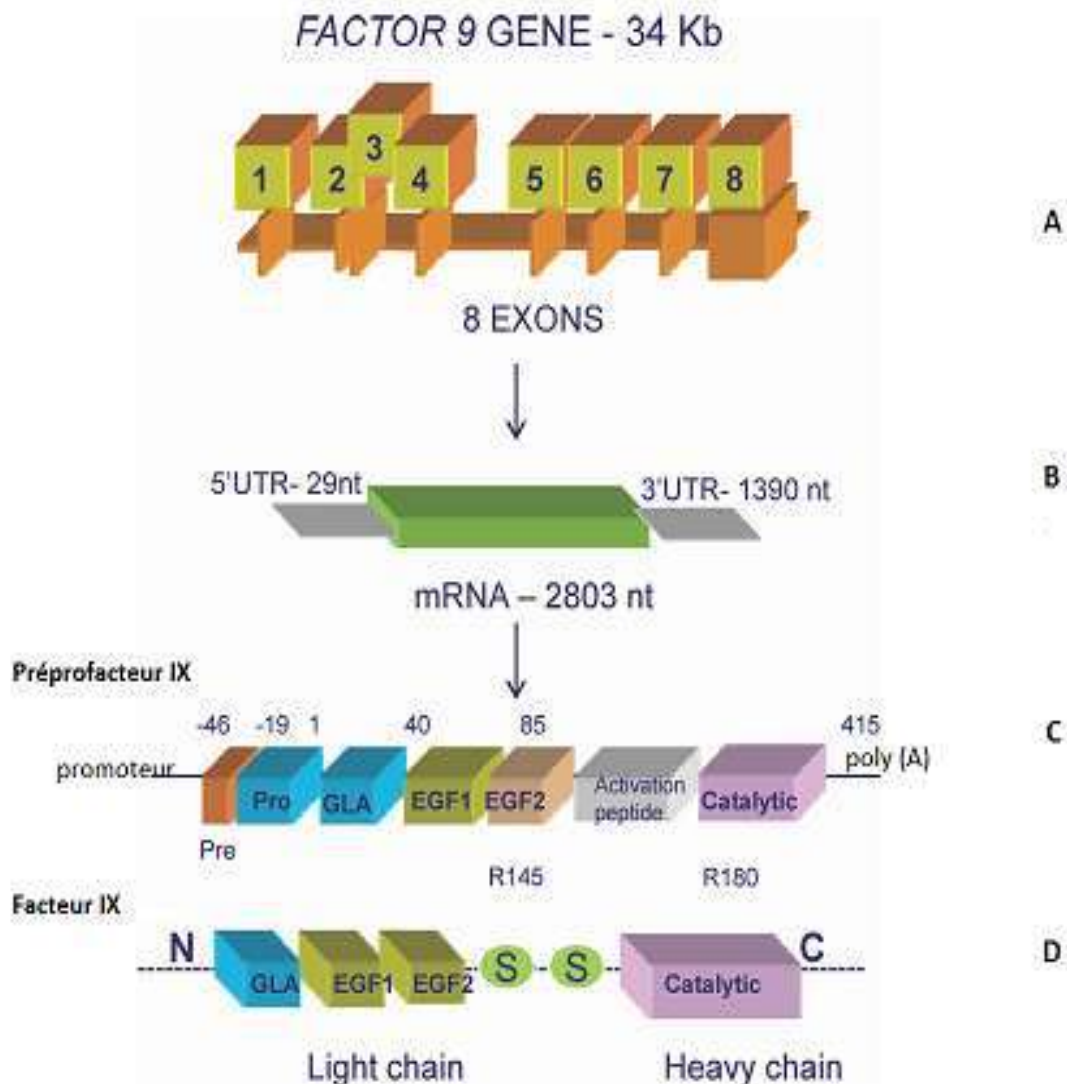 FACTOR 9 GENE - 34 Kb
1 2 3 4 5 6 7 8
A
8 EXONS
5'UTR- 29nt 3'UTR- 1390 nt
B
mRNA – 2803 nt
Préprofacteur IX
-46 -19 1 40 85 415
C
promoteur poly (A)
Pro GLA EGF1 EGF2 Activation peptide. Catalytic
Pre
R145 R180
Facteur IX
N C
D
GLA EGF1 EGF2 S S Catalytic
Light chain Heavy chain